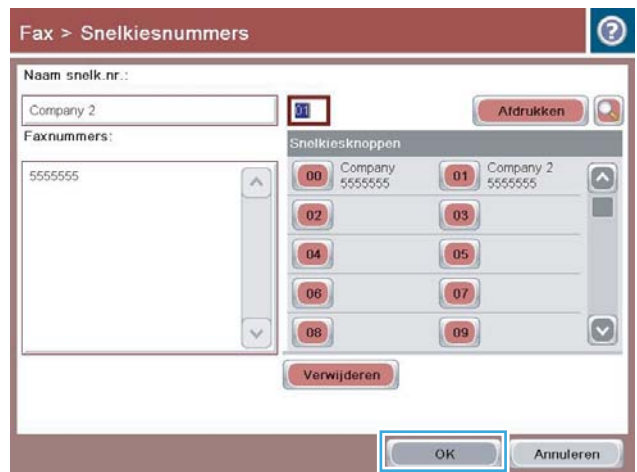 Fax > Snelkiesnummers
?
Naam snelk.nr.:
Company 2
01
Afdrukken
Faxnummers:
Snelkiesknoppen
5555555
00 Company 5555555
01 Company 2 5555555
02
03
04
05
06
07
08
09
Verwijderen
OK
Annuleren